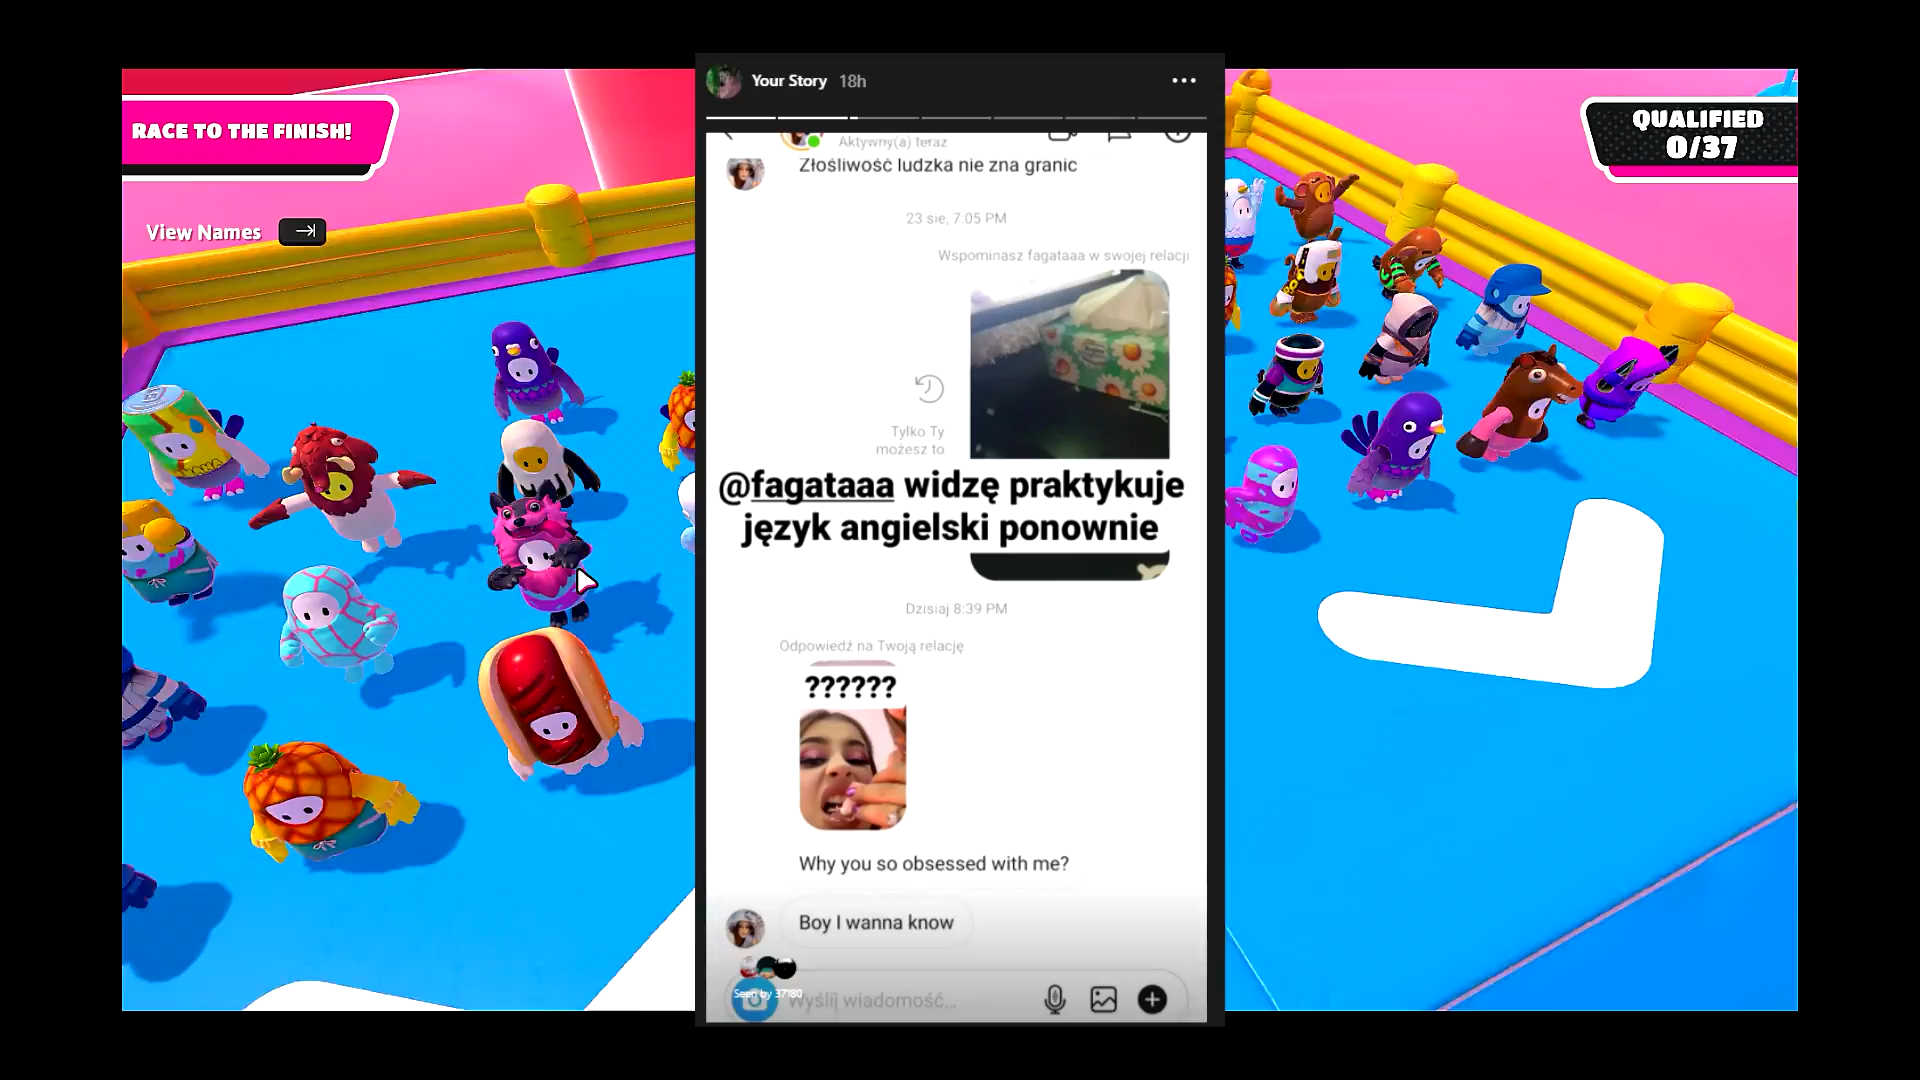 RACE TO THE FINISH!
View Names
Your Story 18h
Aktywny(a) teraz
Złośliwość ludzka nie zna granic
23 sie, 7:05 PM
Wspominasz fagataaa w swojej relacji
Tylko Ty
możesz to
@fagataaa widzę praktykuje
język angielski ponownie
Dzisiaj 8:39 PM
Odpowiedź na Twoją relację
??????
Why you so obsessed with me?
Boy I wanna know
Seen by 37180
Wyślij wiadomość...
QUALIFIED
0/37